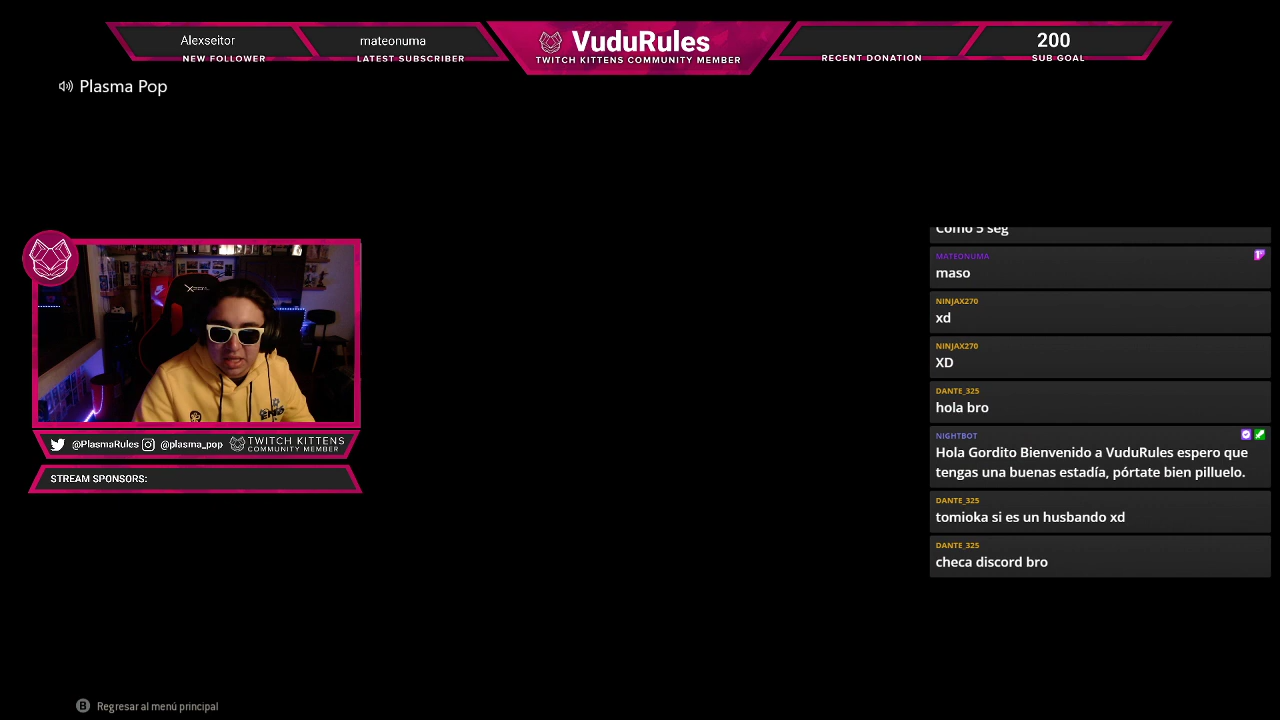 Alexseitor
NEW FOLLOWER
mateonuma
LATEST SUBSCRIBER
VuduRules
TWITCH KITTENS COMMUNITY MEMBER
RECENT DONATION
200
SUB GOAL
Plasma Pop
Como 5 seg
MATEONUMA
maso
NINJAX270
xd
NINJAX270
XD
DANTE_325
hola bro
NIGHTBOT
Hola Gordito Bienvenido a VuduRules espero que
tengas una buenas estadía, pórtate bien pilluelo.
DANTE_325
tomioka si es un husbando xd
DANTE_325
checa discord bro
@PlasmaRules @plasma_pop TWITCH KITTENS
COMMUNITY MEMBER
STREAM SPONSORS:
B Regresar al menú principal